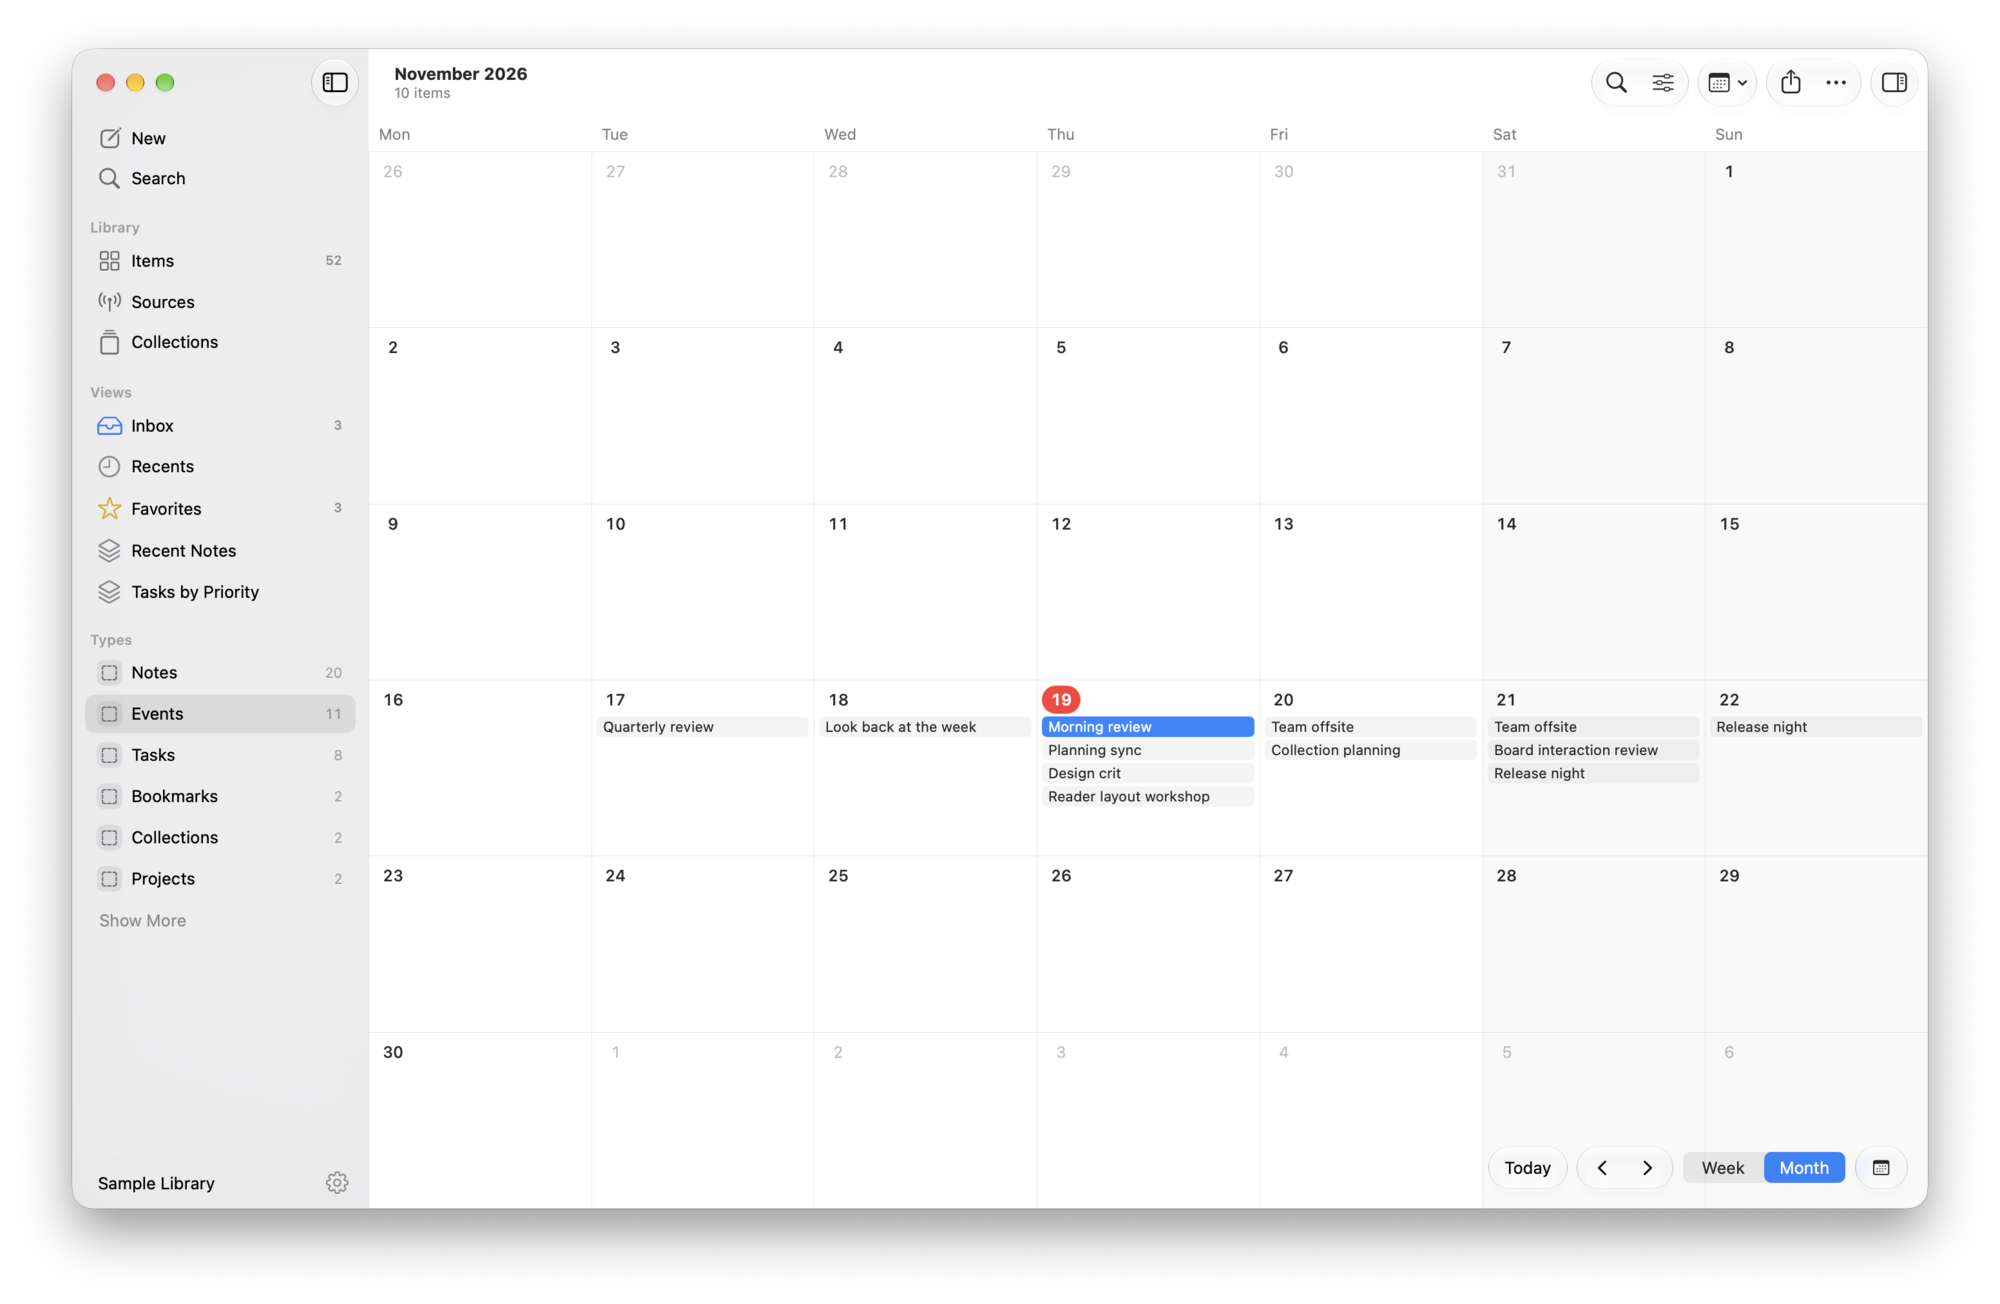 New
Search
Library
Items 52
Sources
Collections
Views
Inbox 3
Recents
Favorites 3
Recent Notes
Tasks by Priority
Types
Notes 20
Events 11
Tasks 8
Bookmarks 2
Collections 2
Projects 2
Show More
Sample Library
November 2026
10 items
Mon Tue Wed Thu Fri Sat Sun
26 27 28 29 30 31 1
2 3 4 5 6 7 8
9 10 11 12 13 14 15
16 17 18 19 20 21 22
Quarterly review Look back at the week Morning review Team offsite Team offsite Release night
Planning sync Collection planning Board interaction review
Design crit Release night
Reader layout workshop
23 24 25 26 27 28 29
30 1 2 3 4 5 6
Today Week Month